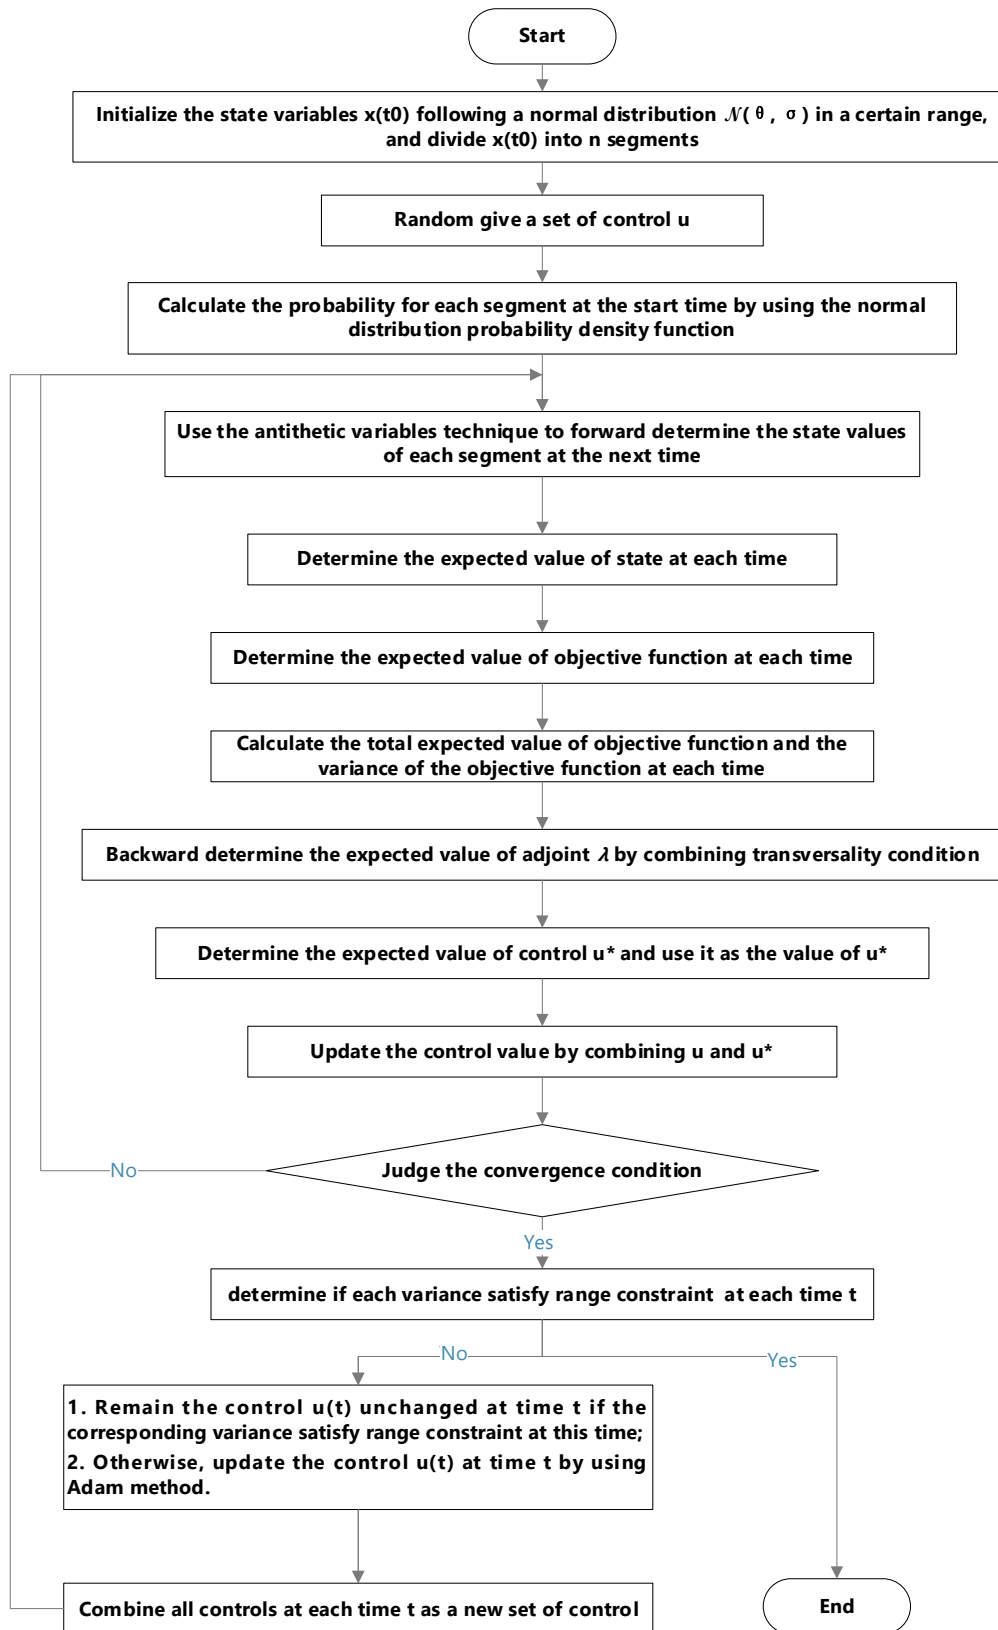 Start
Initialize the state variables x(t0) following a normal distribution 𝒩( θ , σ ) in a certain range,
and divide x(t0) into n segments
Random give a set of control u
Calculate the probability for each segment at the start time by using the normal
distribution probability density function
Use the antithetic variables technique to forward determine the state values
of each segment at the next time
Determine the expected value of state at each time
Determine the expected value of objective function at each time
Calculate the total expected value of objective function and the
variance of the objective function at each time
Backward determine the expected value of adjoint λ by combining transversality condition
Determine the expected value of control u* and use it as the value of u*
Update the control value by combining u and u*
Judge the convergence condition
No
Yes
determine if each variance satisfy range constraint at each time t
No
Yes
1. Remain the control u(t) unchanged at time t if the
corresponding variance satisfy range constraint at this time;
2. Otherwise, update the control u(t) at time t by using
Adam method.
Combine all controls at each time t as a new set of control
End